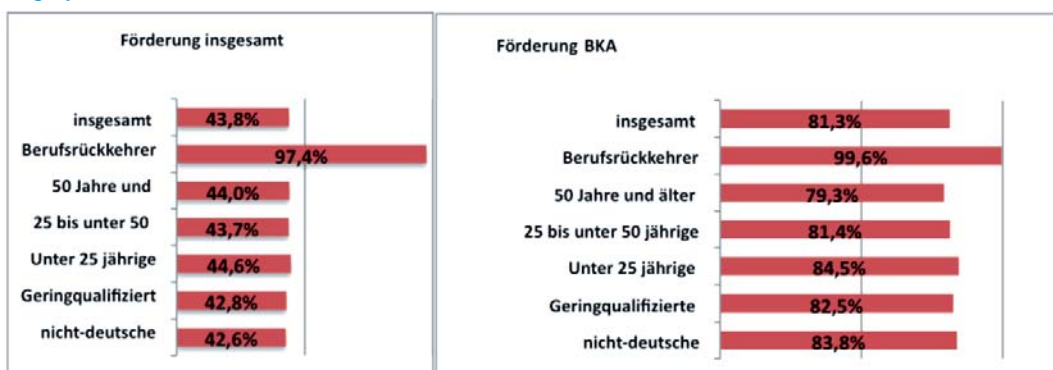 Förderung insgesamt
insgesamt 43,8%
Berufsrückkehrer 97,4%
50 Jahre und 44,0%
25 bis unter 50 43,7%
Unter 25 jährige 44,6%
Geringqualifiziert 42,8%
nicht-deutsche 42,6%
Förderung BKA
insgesamt 81,3%
Berufsrückkehrer 99,6%
50 Jahre und älter 79,3%
25 bis unter 50 jährige 81,4%
Unter 25 jährige 84,5%
Geringqualifizierte 82,5%
nicht-deutsche 83,8%